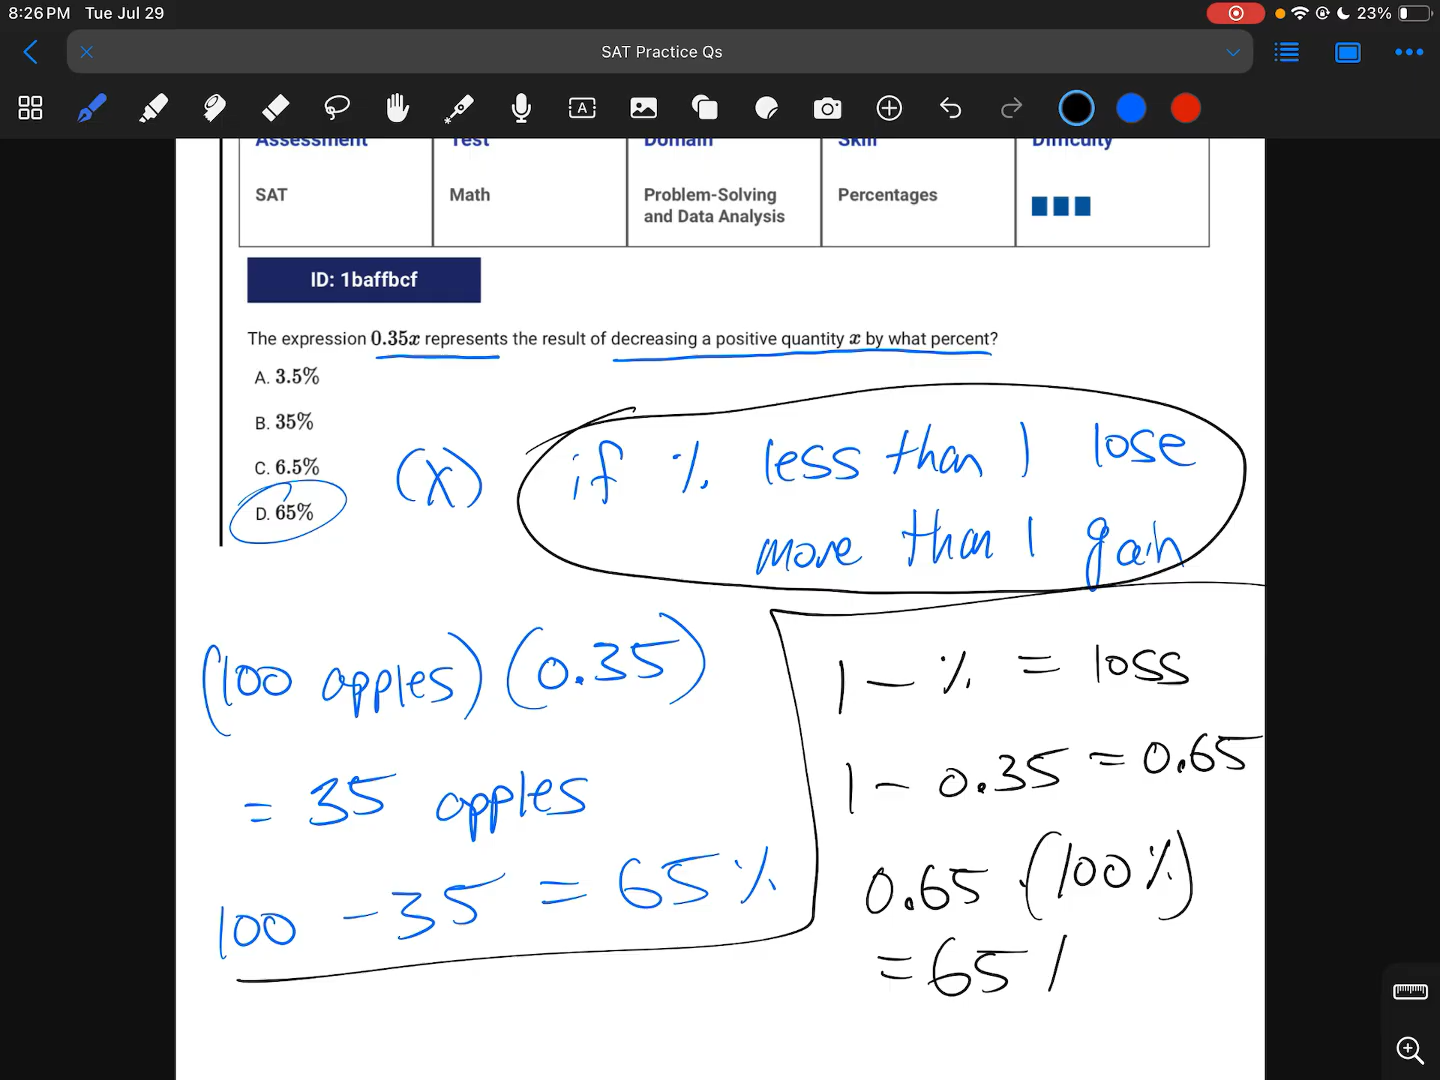 8:26 PM Tue Jul 29
23%
SAT Practice Qs
Assessment Test Domain Skill Difficulty
SAT Math Problem-Solving and Data Analysis Percentages
ID: 1baffbcf
The expression 0.35x represents the result of decreasing a positive quantity x by what percent?
A. 3.5%
B. 35%
C. 6.5%
D. 65%
(x)
if % less than 1 lose
more than 1 gain
(100 apples) (0.35)
= 35 apples
100 - 35 = 65%
1 - % = loss
1 - 0.35 = 0.65
0.65 · (100%)
= 65 /